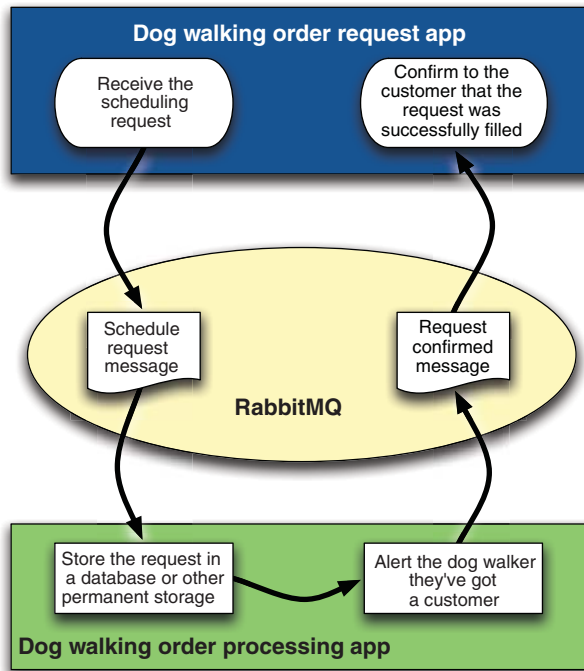 Dog walking order request app
Receive the
scheduling
request
Confirm to the
customer that the
request was
successfully filled
Schedule
request
message
Request
confirmed
message
RabbitMQ
Store the request in
a database or other
permanent storage
Alert the dog walker
they've got
a customer
Dog walking order processing app